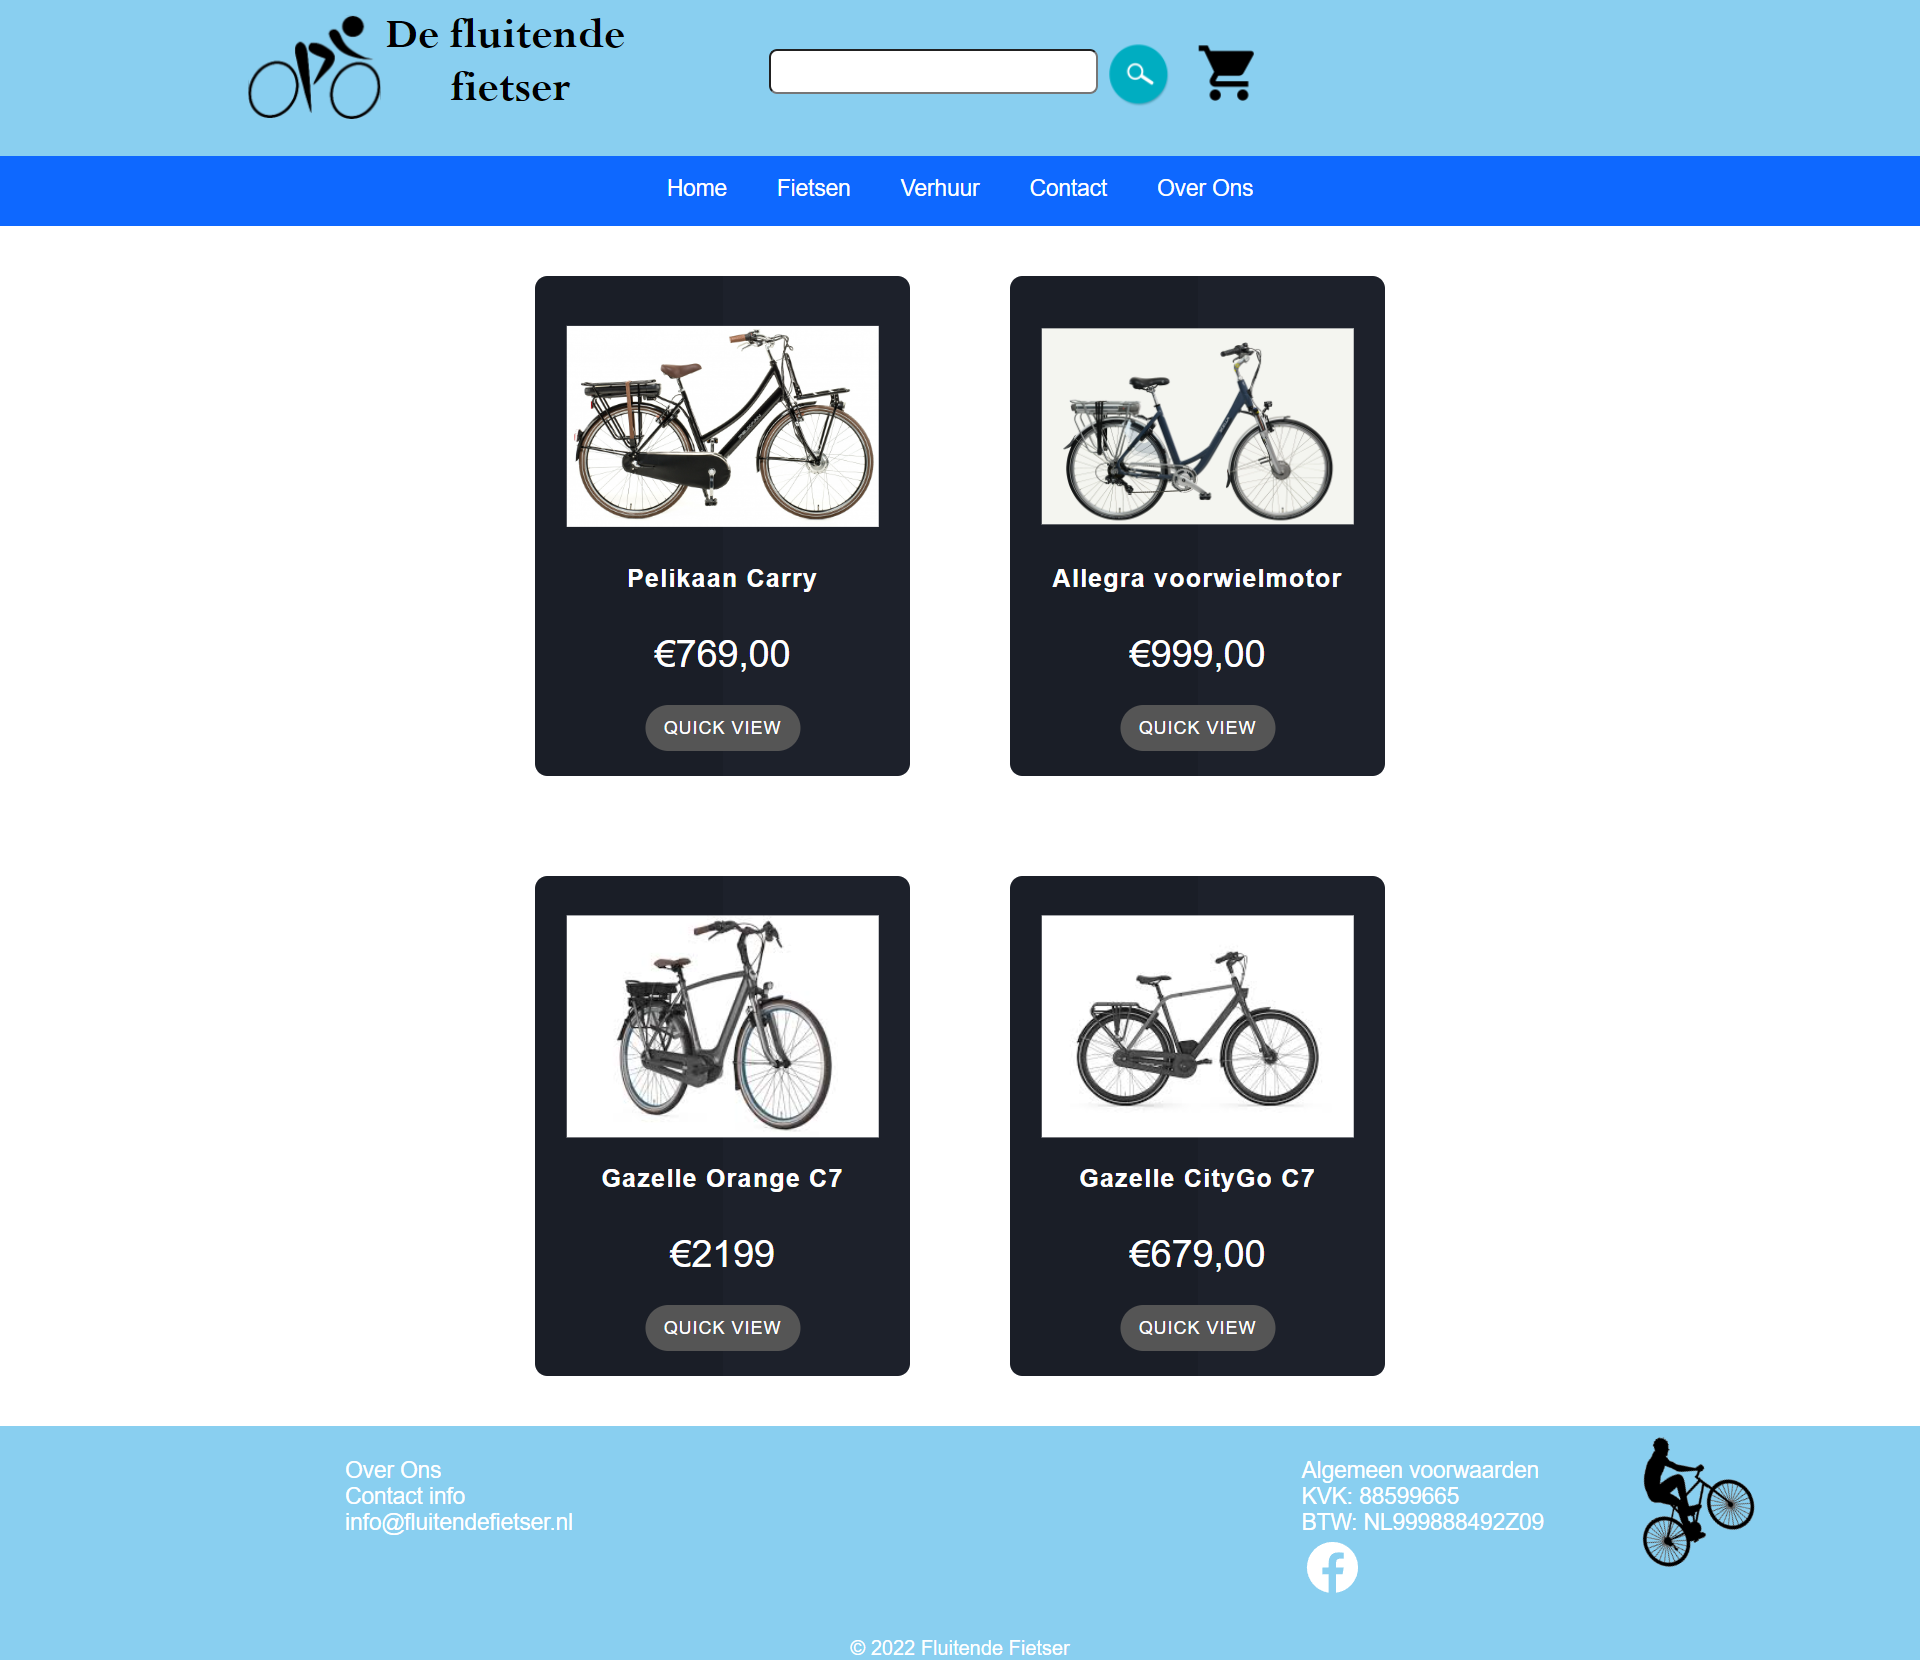 De fluitende
fietser
Home Fietsen Verhuur Contact Over Ons
Pelikaan Carry
€769,00
QUICK VIEW
Allegra voorwielmotor
€999,00
QUICK VIEW
Gazelle Orange C7
€2199
QUICK VIEW
Gazelle CityGo C7
€679,00
QUICK VIEW
Over Ons
Contact info
info@fluitendefietser.nl
Algemeen voorwaarden
KVK: 88599665
BTW: NL999888492Z09
© 2022 Fluitende Fietser